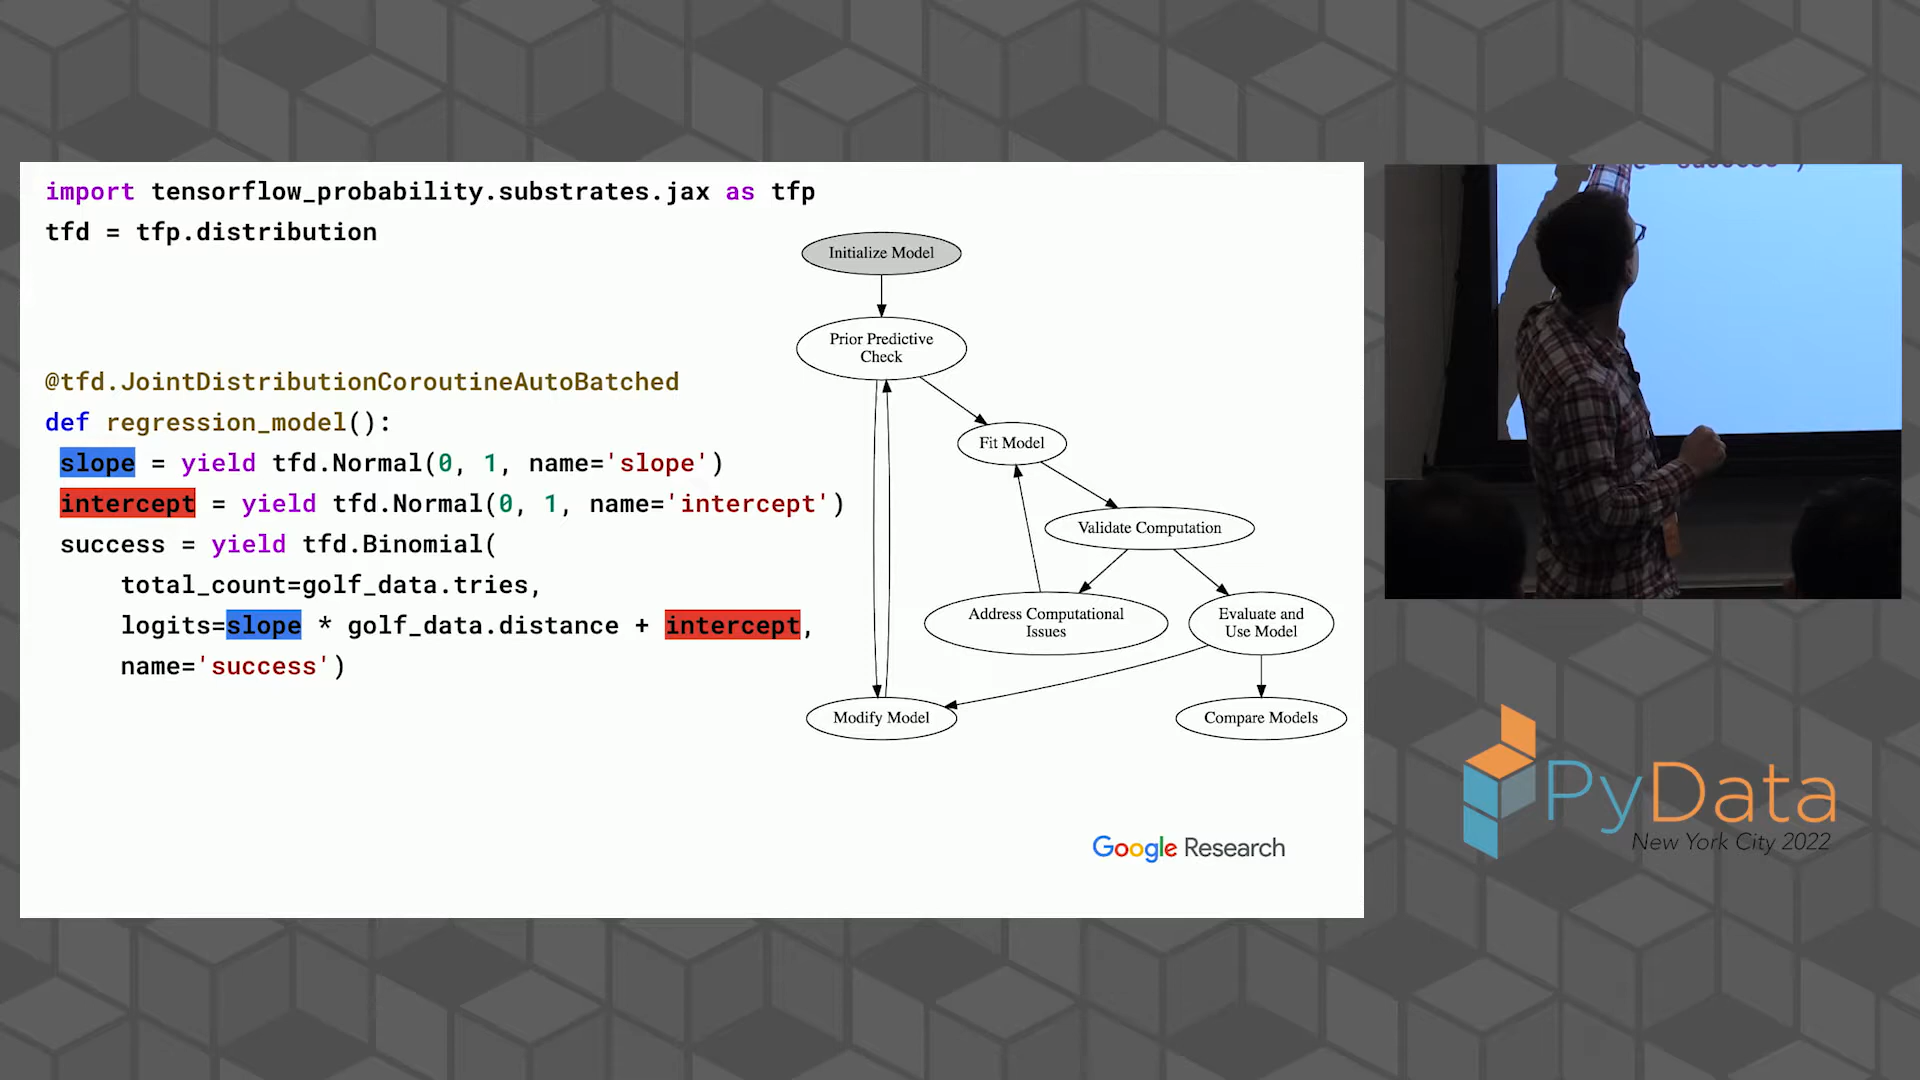 import tensorflow_probability.substrates.jax as tfp
tfd = tfp.distribution
@tfd.JointDistributionCoroutineAutoBatched
def regression_model():
 slope = yield tfd.Normal(0, 1, name='slope')
 intercept = yield tfd.Normal(0, 1, name='intercept')
 success = yield tfd.Binomial(
     total_count=golf_data.tries,
     logits=slope * golf_data.distance + intercept,
     name='success')
Initialize Model
Prior Predictive
Check
Fit Model
Validate Computation
Address Computational
Issues
Evaluate and
Use Model
Modify Model
Compare Models
Google Research
PyData
New York City 2022